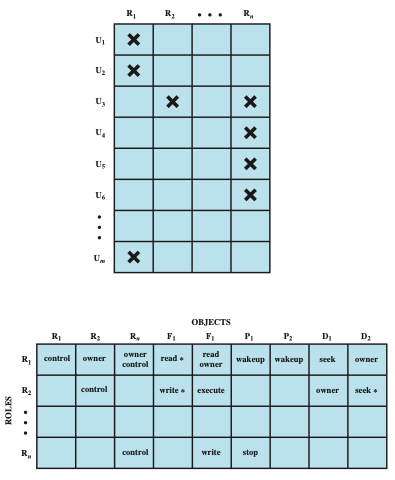 R1 R2 • • • Rn
U1
U2
U3
U4
U5
U6
Um
OBJECTS
R1 R2 Rn F1 F1 P1 P2 D1 D2
R1 control owner owner control read * read owner wakeup wakeup seek owner
R2 control write * execute owner seek *
ROLES
Rn control write stop